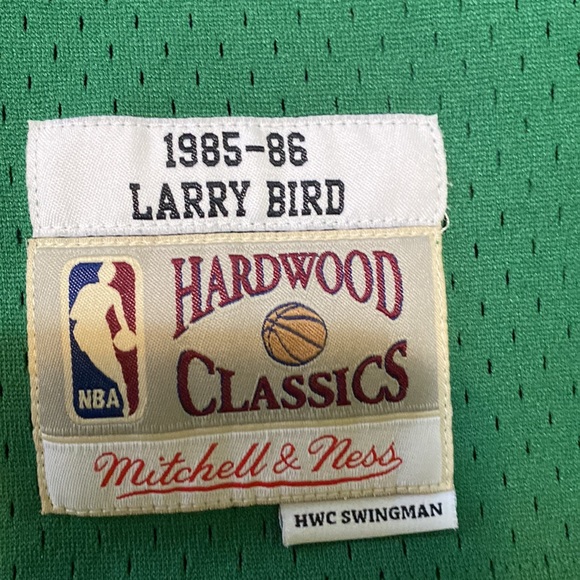 1985-86
LARRY BIRD
HARDWOOD
CLASSICS
NBA
Mitchell & Ness
HWC SWINGMAN